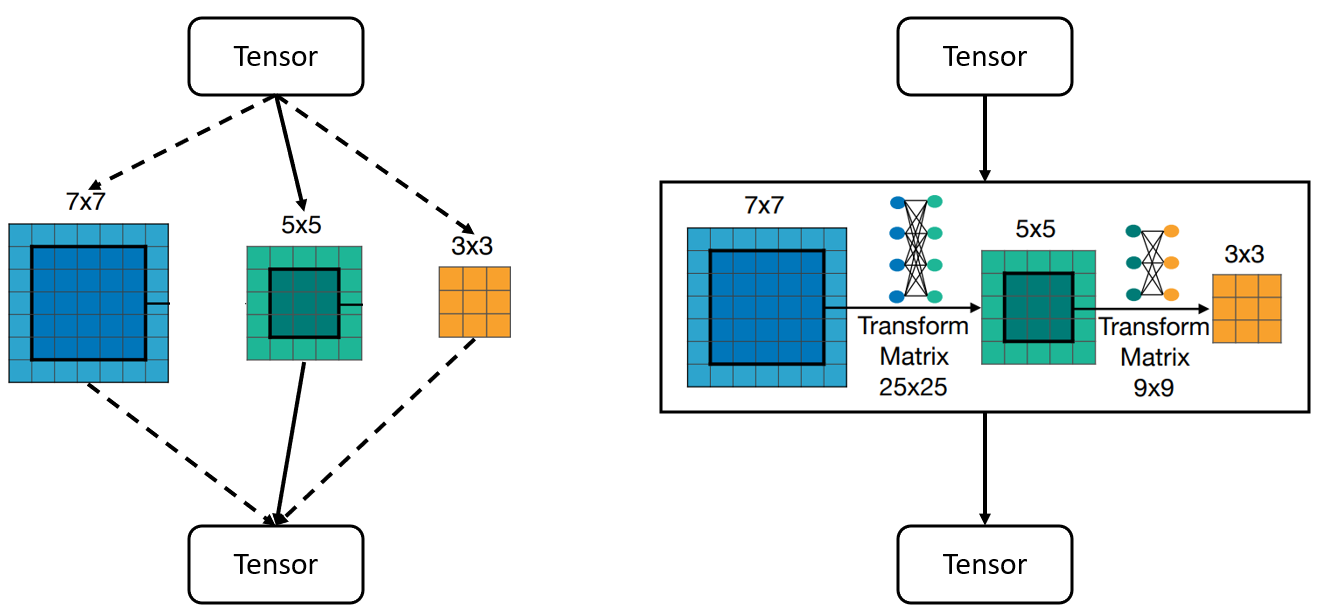 Tensor
7x7
5x5
3x3
Tensor
Tensor
7x7
5x5
3x3
Transform
Matrix
25x25
Transform
Matrix
9x9
Tensor